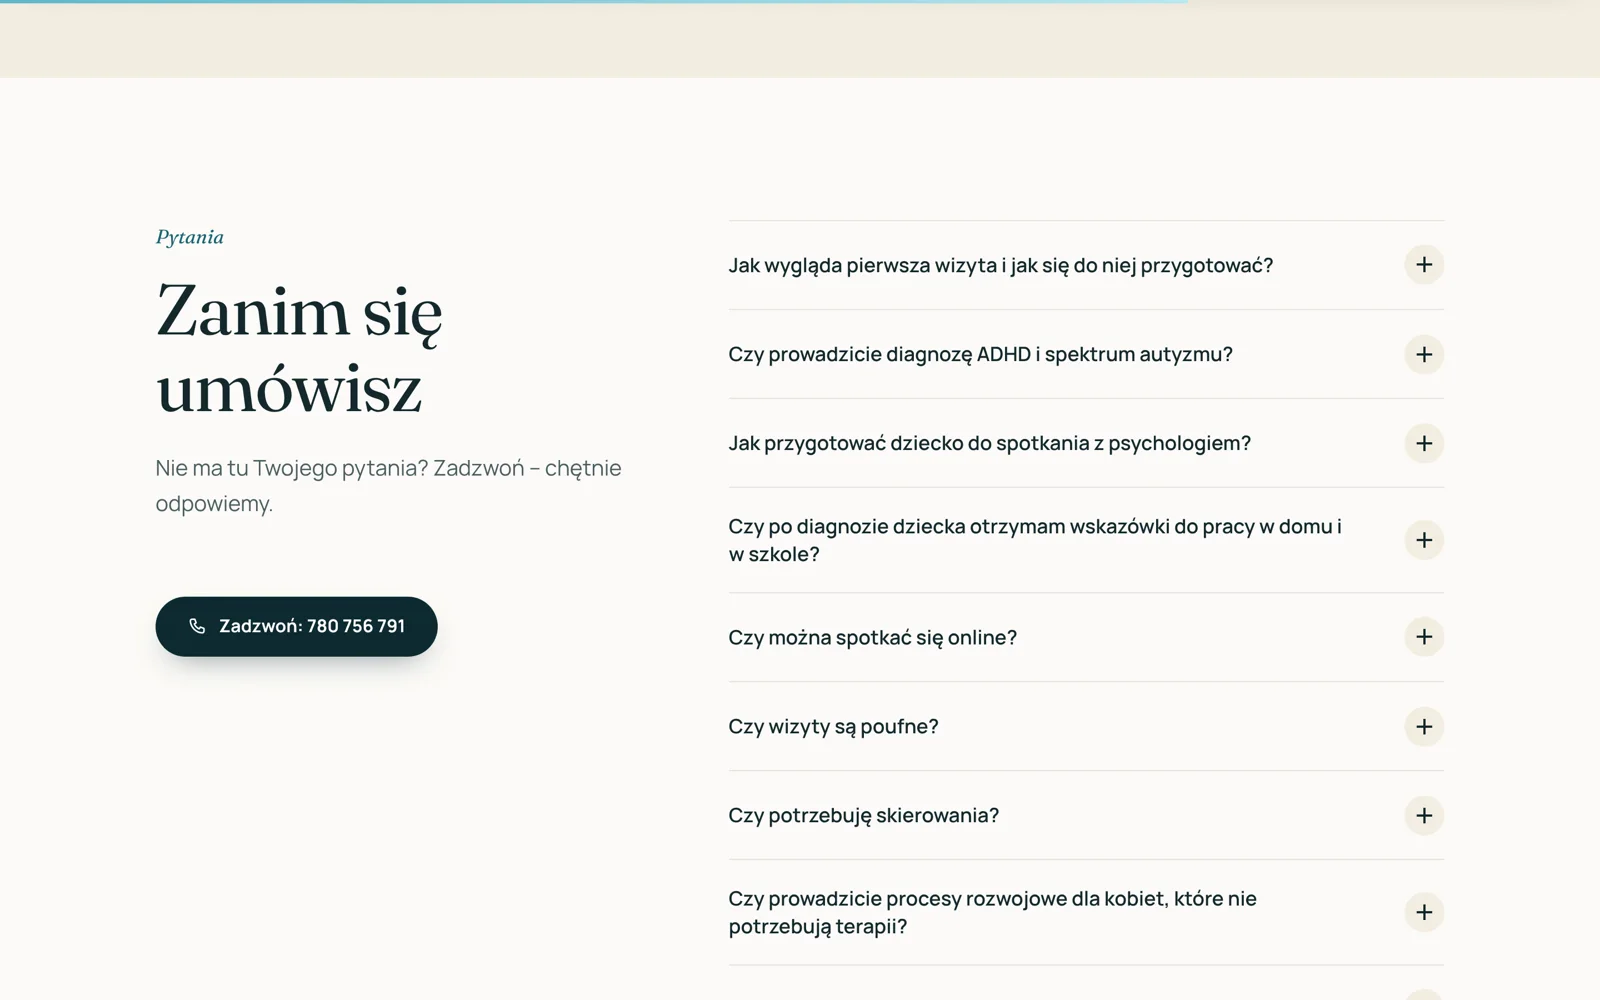 Pytania
Zanim się
umówisz
Nie ma tu Twojego pytania? Zadzwoń – chętnie
odpowiemy.
Zadzwoń: 780 756 791
Jak wygląda pierwsza wizyta i jak się do niej przygotować?
Czy prowadzicie diagnozę ADHD i spektrum autyzmu?
Jak przygotować dziecko do spotkania z psychologiem?
Czy po diagnozie dziecka otrzymam wskazówki do pracy w domu i
w szkole?
Czy można spotkać się online?
Czy wizyty są poufne?
Czy potrzebuję skierowania?
Czy prowadzicie procesy rozwojowe dla kobiet, które nie
potrzebują terapii?